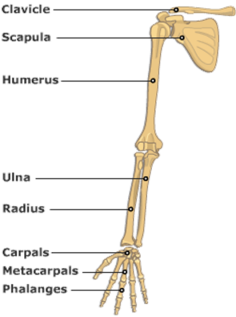 Clavicle
Scapula
Humerus
Ulna
Radius
Carpals
Metacarpals
Phalanges